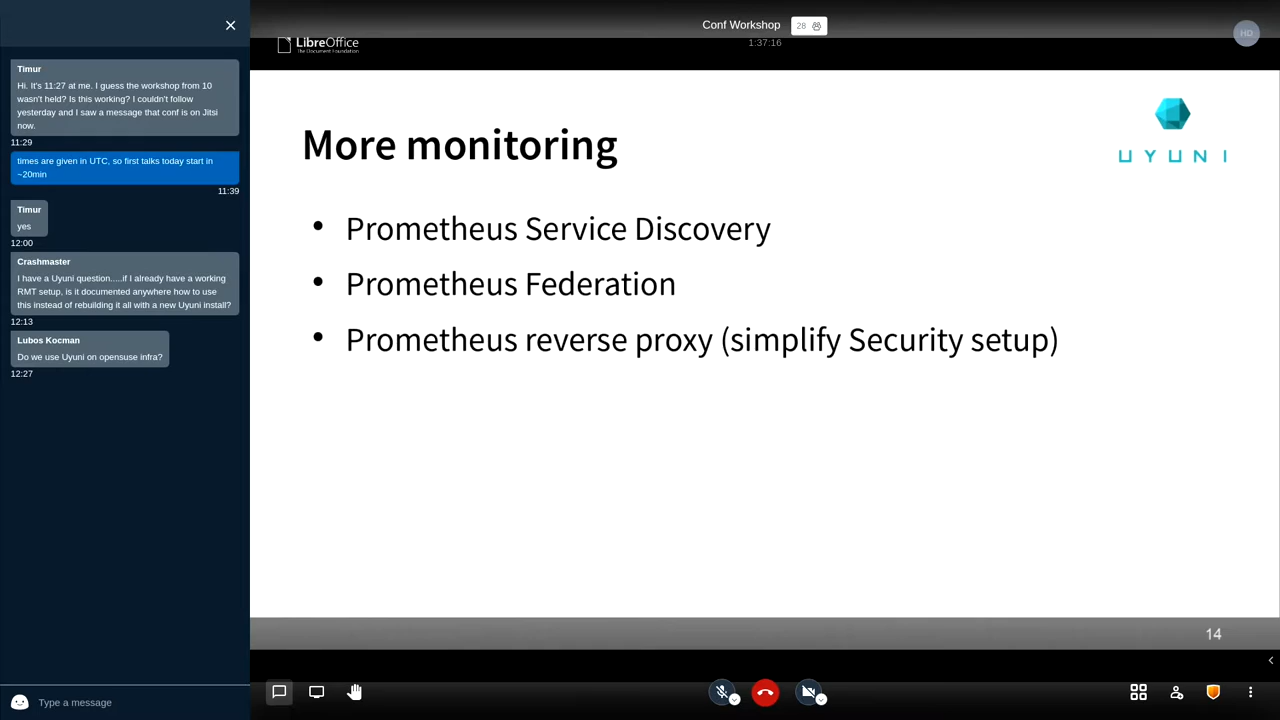 Conf Workshop 28
1:37:16
HD
LibreOffice
The Document Foundation
Timur
Hi. It's 11:27 at me. I guess the workshop from 10
wasn't held? Is this working? I couldn't follow
yesterday and I saw a message that conf is on Jitsi
now.
11:29
times are given in UTC, so first talks today start in
~20min
11:39
Timur
yes
12:00
Crashmaster
I have a Uyuni question.....if I already have a working
RMT setup, is it documented anywhere how to use
this instead of rebuilding it all with a new Uyuni install?
12:13
Lubos Kocman
Do we use Uyuni on opensuse infra?
12:27
Type a message
More monitoring
UYUNI
• Prometheus Service Discovery
• Prometheus Federation
• Prometheus reverse proxy (simplify Security setup)
14